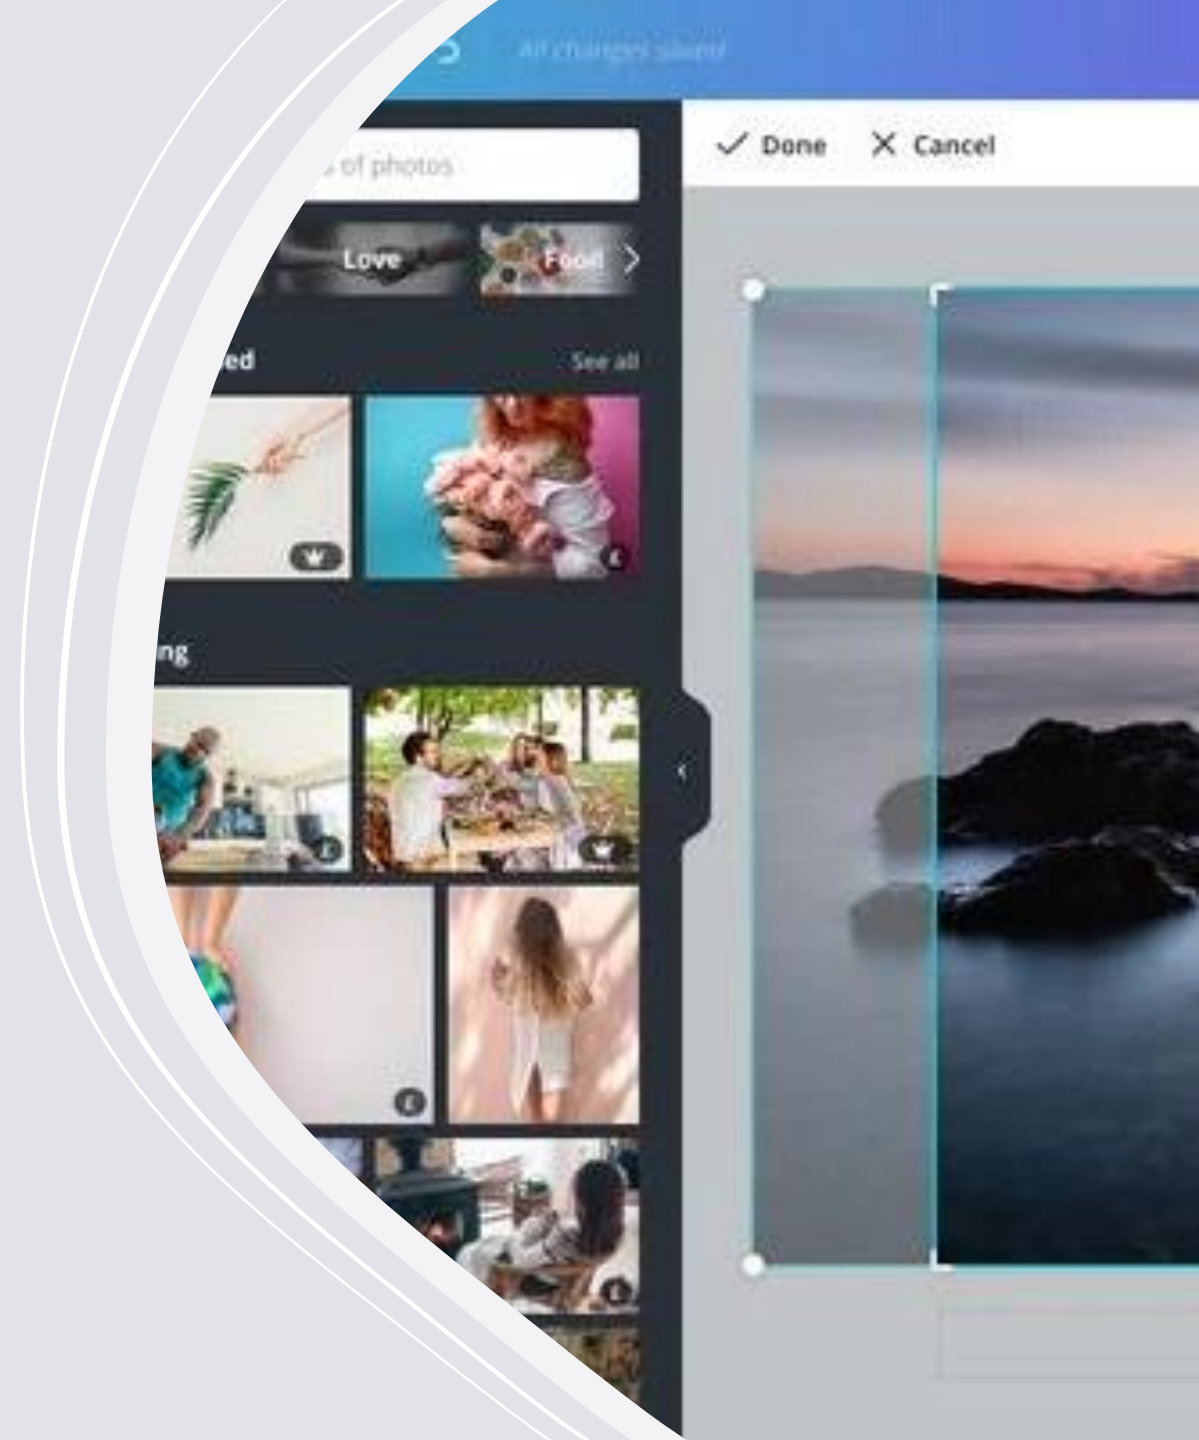 All changes saved
of photos
Done
Cancel
Love
Food
ed
See all
ng